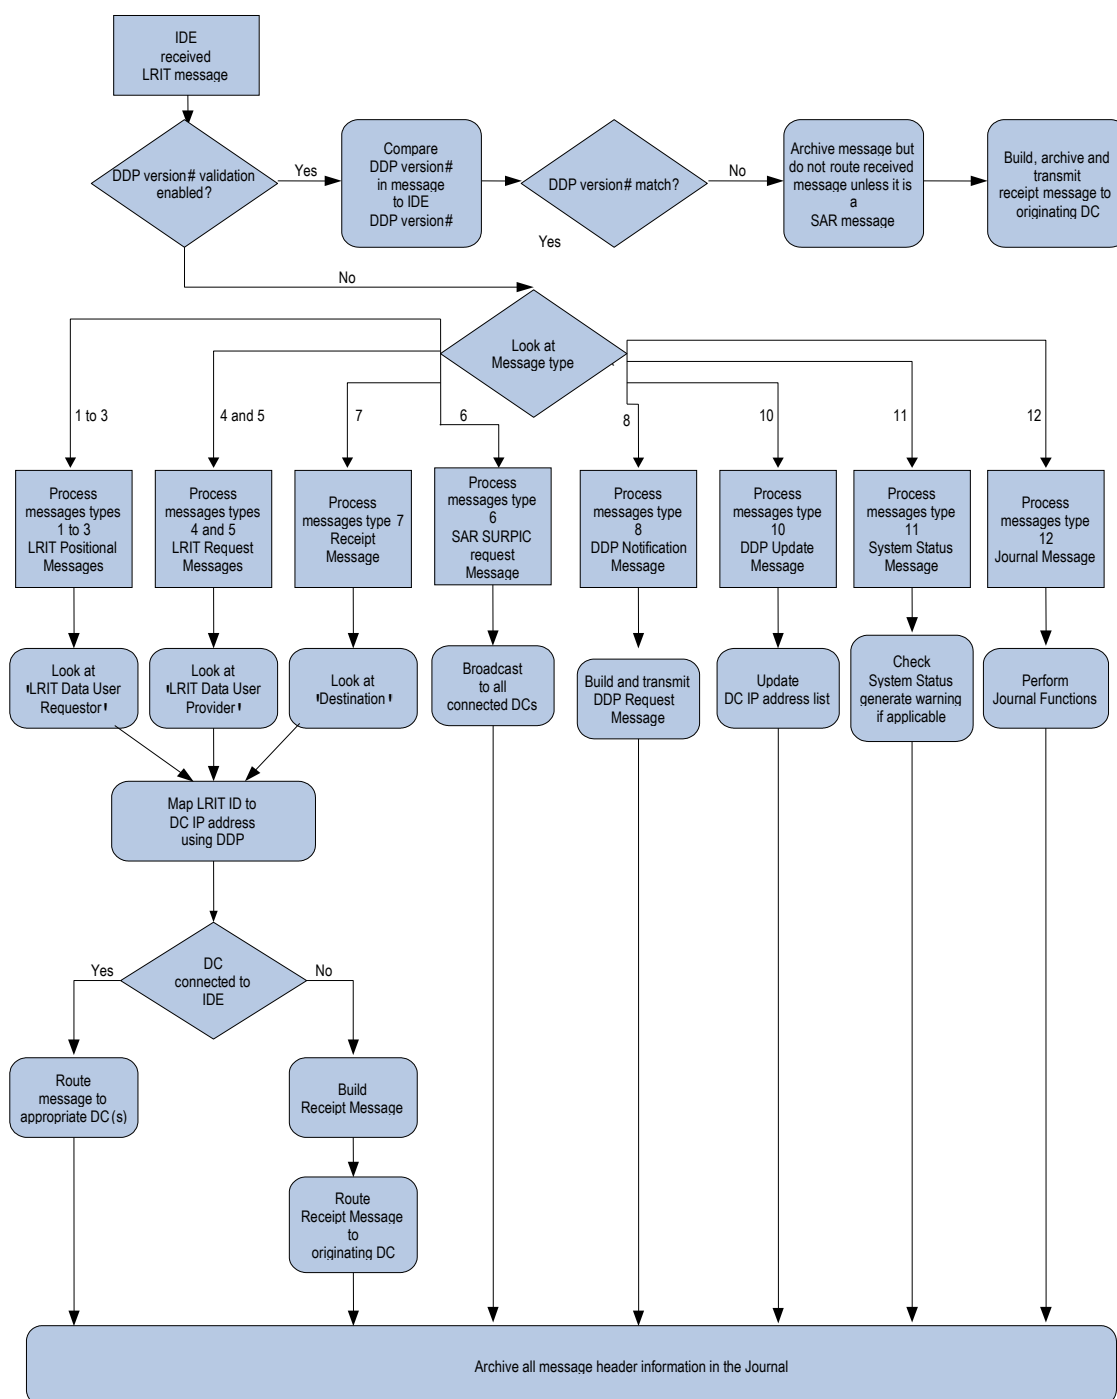 IDE
received
LRIT message
DDP version# validation
enabled?
Yes
Compare
DDP version#
in message
to IDE
DDP version#
DDP version# match?
No
Archive message but
do not route received
message unless it is
a
SAR message
Build, archive and
transmit
receipt message to
originating DC
Yes
No
Look at
Message type
1 to 3
4 and 5
7
6
8
10
11
12
Process
messages types
1 to 3
LRIT Positional
Messages
Process
messages types
4 and 5
LRIT Request
Messages
Process
messages type 7
Receipt
Message
Process
messages type
6
SAR SURPIC
request
Message
Process
messages type
8
DDP Notification
Message
Process
messages type
10
DDP Update
Message
Process
messages type
11
System Status
Message
Process
messages type
12
Journal Message
Look at
'LRIT Data User
Requestor'
Look at
'LRIT Data User
Provider'
Look at
'Destination'
Broadcast
to all
connected DCs
Build and transmit
DDP Request
Message
Update
DC IP address list
Check
System Status
generate warning
if applicable
Perform
Journal Functions
Map LRIT ID to
DC IP address
using DDP
DC
connected to
IDE
Yes
No
Route
message to
appropriate DC(s)
Build
Receipt Message
Route
Receipt Message
to
originating DC
Archive all message header information in the Journal